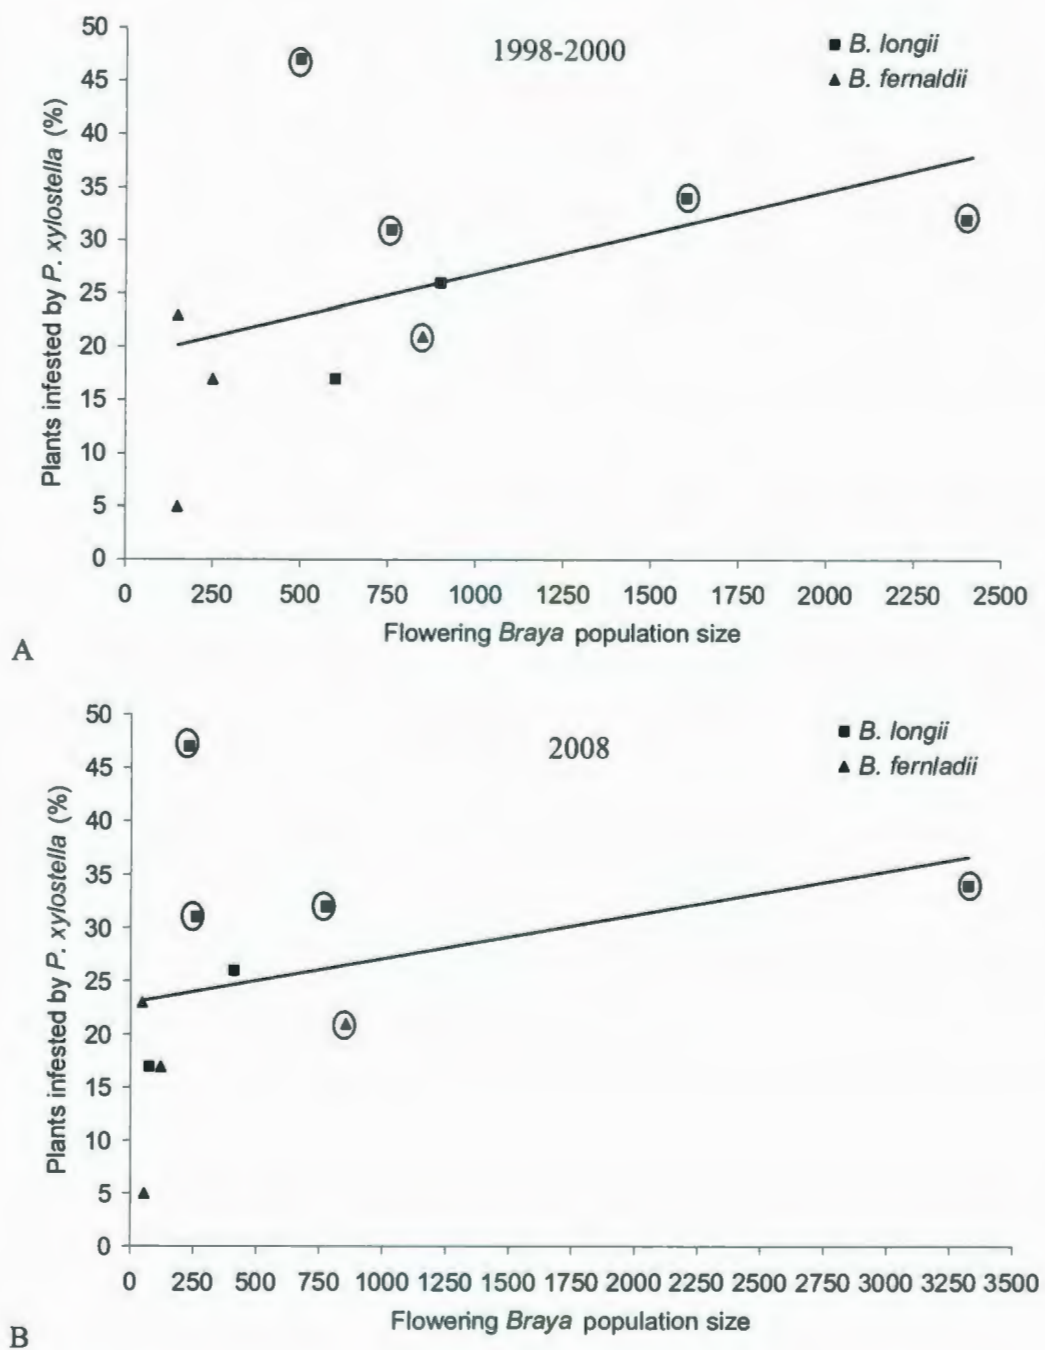 50
1998-2000
B. longii
B. fernaldii
45
40
35
30
25
20
15
10
5
0
Plants infested by P. xylostella (%)
0 250 500 750 1000 1250 1500 1750 2000 2250 2500
Flowering Braya population size
A
50
2008
B. longii
B. fernladii
45
40
35
30
25
20
15
10
5
0
Plants infested by P. xylostella (%)
0 250 500 750 1000 1250 1500 1750 2000 2250 2500 2750 3000 3250 3500
Flowering Braya population size
B